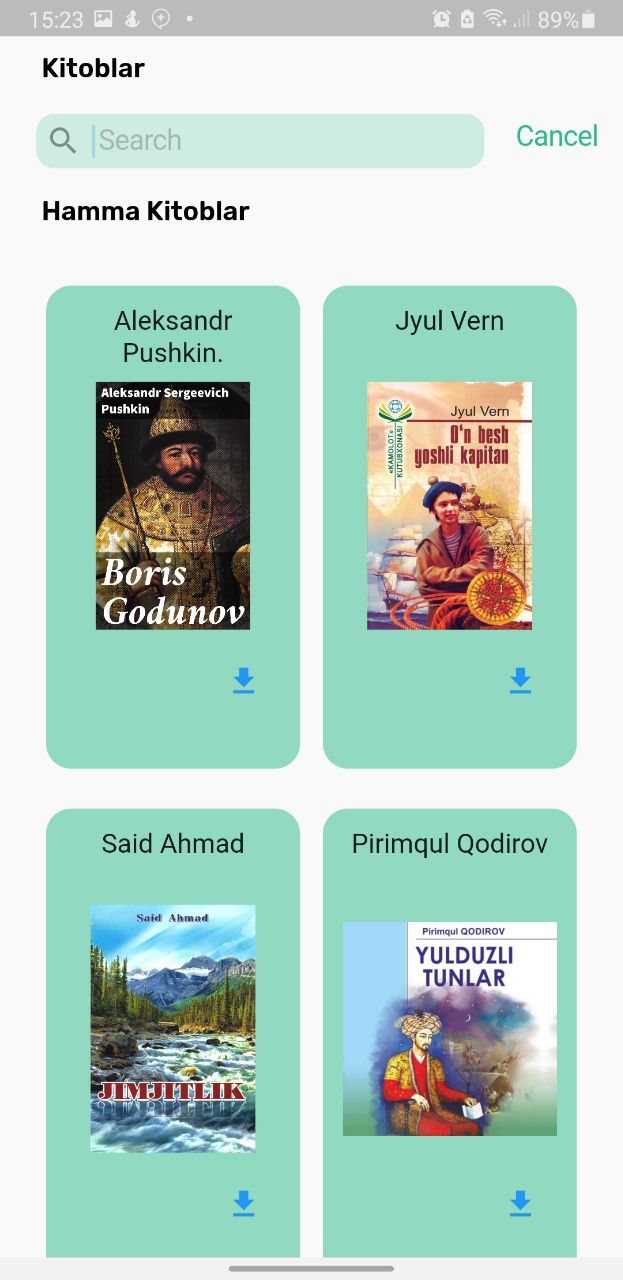 15:23
89%
Kitoblar
Search
Cancel
Hamma Kitoblar
Aleksandr
Pushkin.
Aleksandr Sergeevich
Pushkin
Boris
Godunov
Jyul Vern
«KAMOLOT»
KUTUBXONASI
Jyul Vern
O‘n besh
yoshli kapitan
Said Ahmad
Said Ahmad
JIMJITLIK
Pirimqul Qodirov
Pirimqul QODIROV
YULDUZLI
TUNLAR